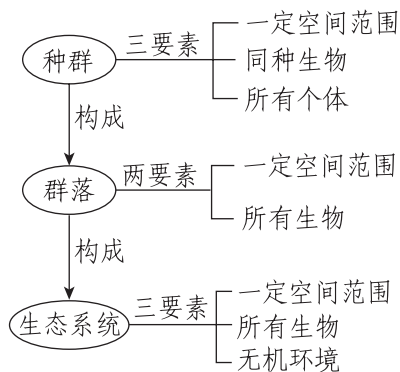 一定空间范围
三要素
种群
同种生物
所有个体
构成
一定空间范围
两要素
群落
所有生物
构成
一定空间范围
三要素
生态系统
所有生物
无机环境